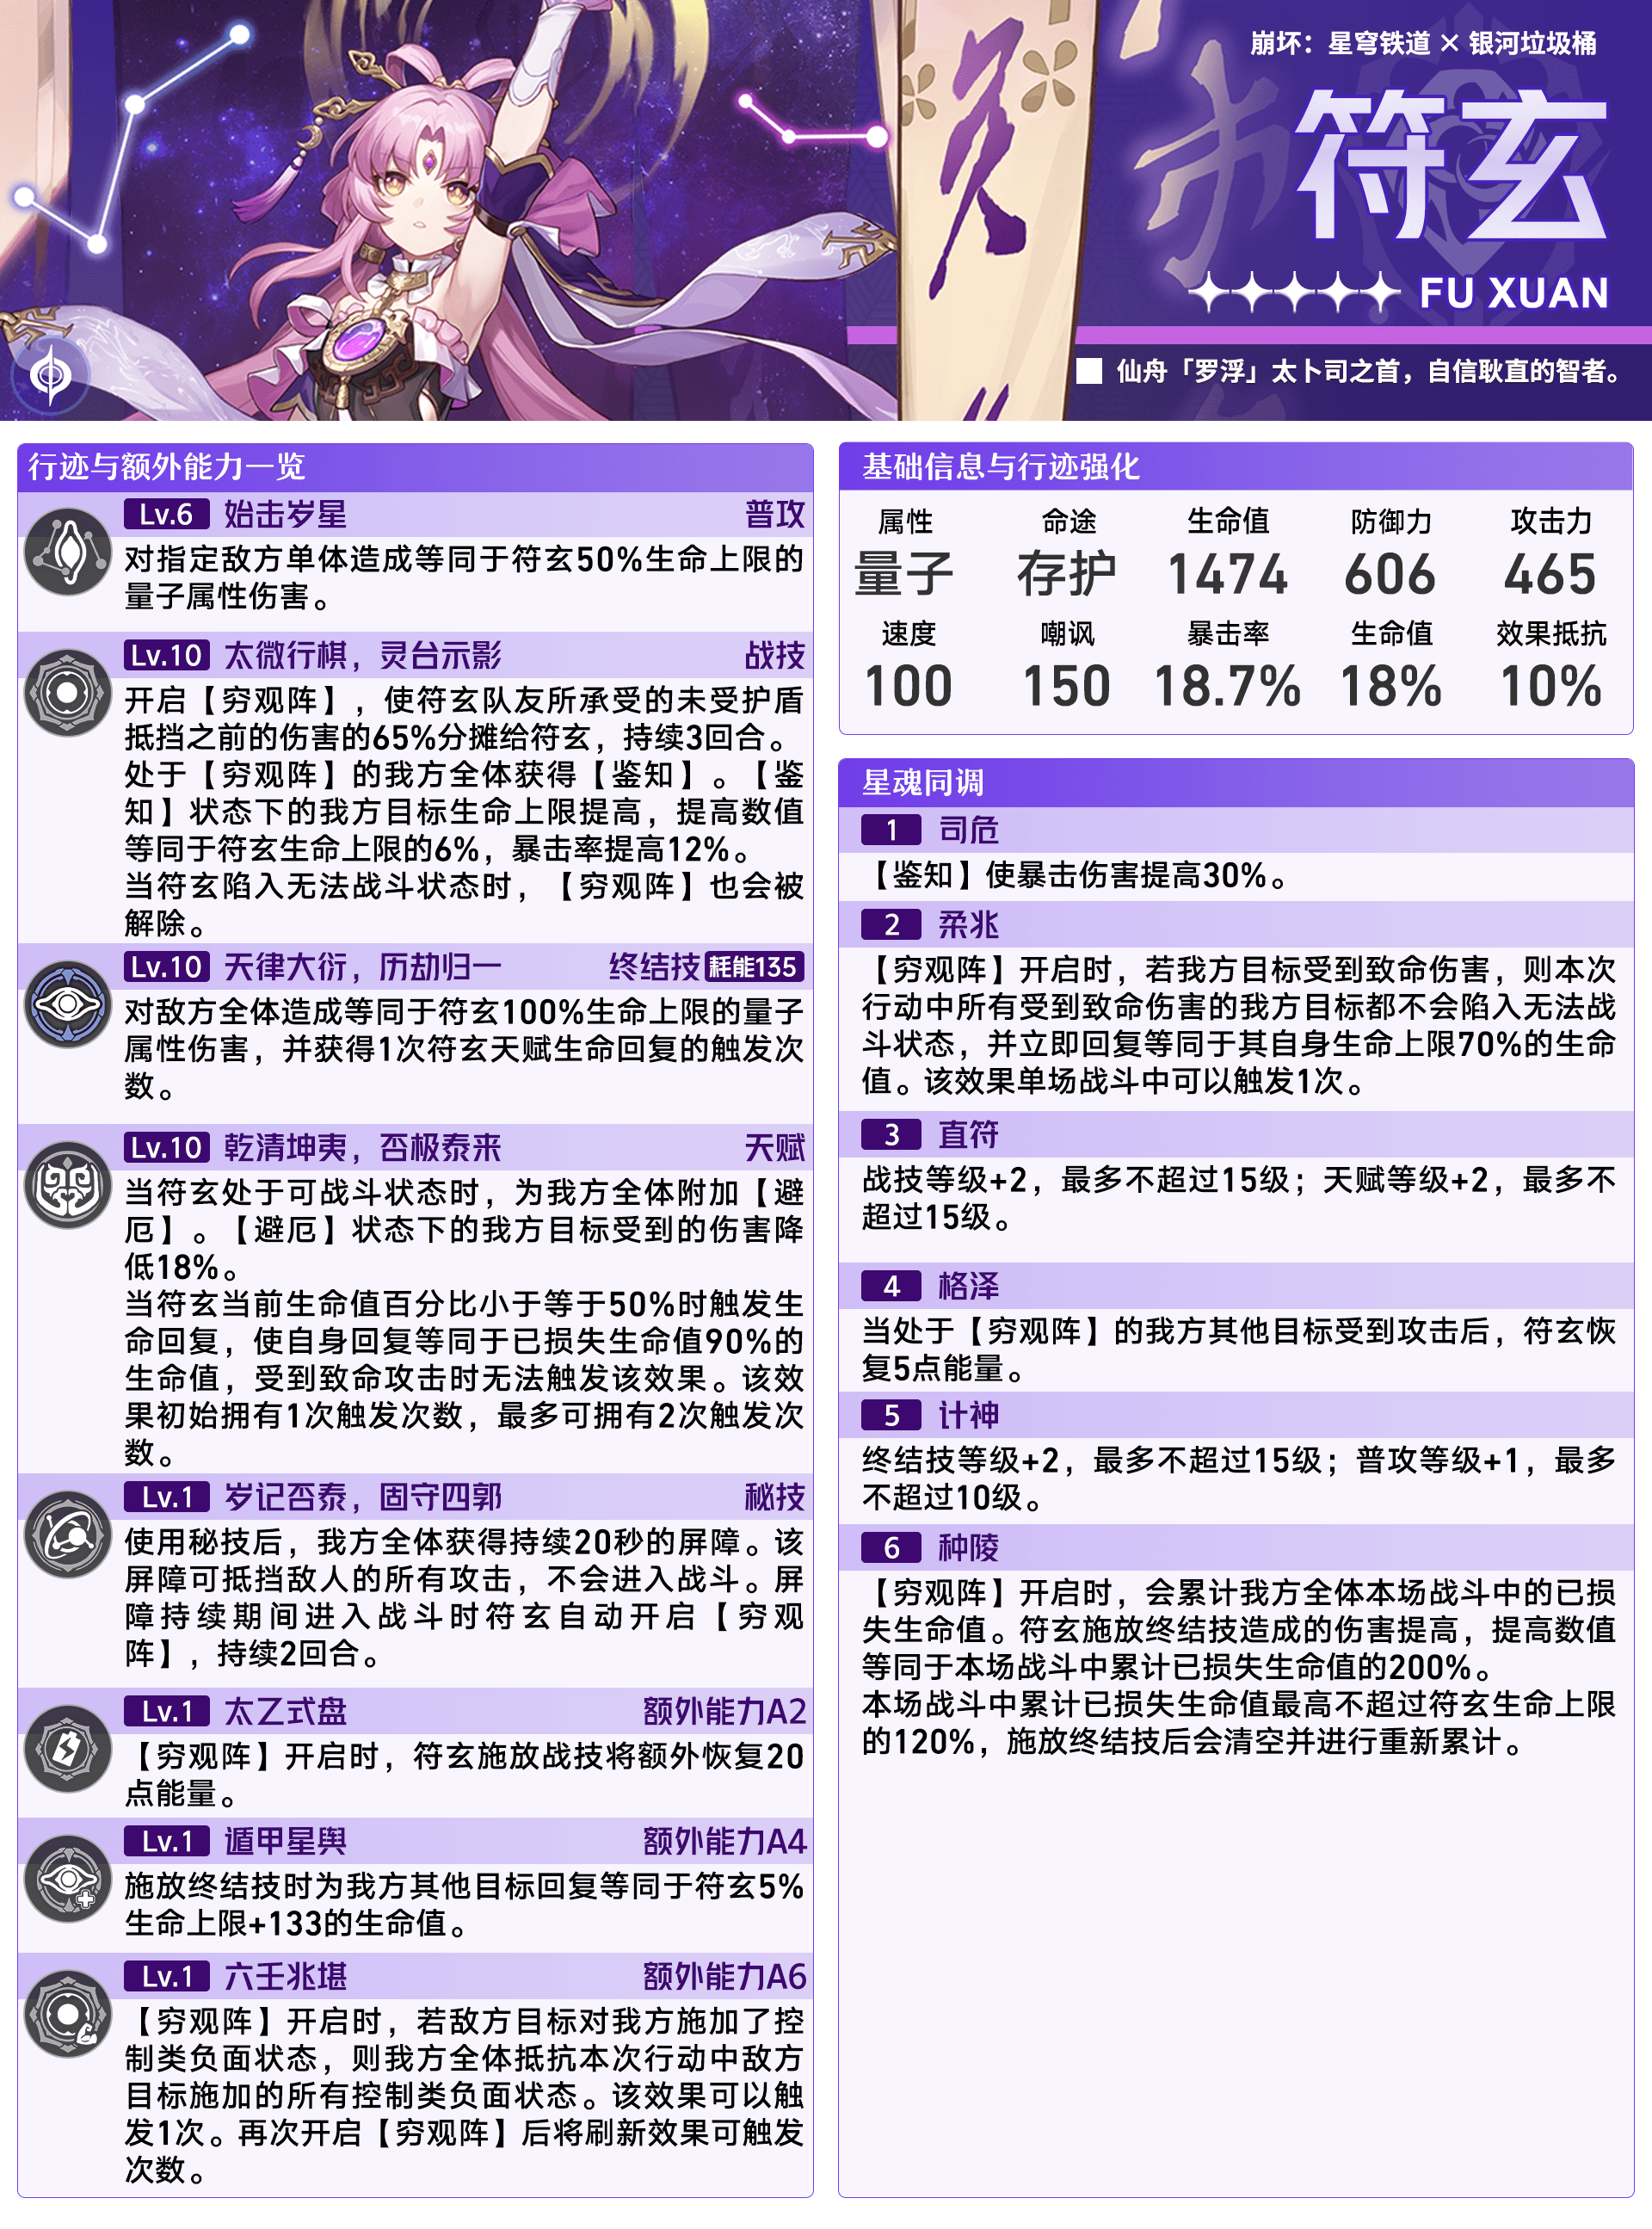 崩坏：星穹铁道 × 银河垃圾桶
符玄
FU XUAN
仙舟「罗浮」太卜司之首，自信耿直的智者。
行迹与额外能力一览
Lv.6 始击岁星 普攻
对指定敌方单体造成等同于符玄50%生命上限的
量子属性伤害。
Lv.10 太微行棋，灵台示影 战技
开启【穷观阵】，使符玄队友所承受的未受护盾
抵挡之前的伤害的65%分摊给符玄，持续3回合。
处于【穷观阵】的我方全体获得【鉴知】。【鉴
知】状态下的我方目标生命上限提高，提高数值
等同于符玄生命上限的6%，暴击率提高12%。
当符玄陷入无法战斗状态时，【穷观阵】也会被
解除。
Lv.10 天律大衍，历劫归一 终结技 耗能135
对敌方全体造成等同于符玄100%生命上限的量子
属性伤害，并获得1次符玄天赋生命回复的触发次
数。
Lv.10 乾清坤夷，否极泰来 天赋
当符玄处于可战斗状态时，为我方全体附加【避
厄】。【避厄】状态下的我方目标受到的伤害降
低18%。
当符玄当前生命值百分比小于等于50%时触发生
命回复，使自身回复等同于已损失生命值90%的
生命值，受到致命攻击时无法触发该效果。该效
果初始拥有1次触发次数，最多可拥有2次触发次
数。
Lv.1 岁记否泰，固守四郭 秘技
使用秘技后，我方全体获得持续20秒的屏障。该
屏障可抵挡敌人的所有攻击，不会进入战斗。屏
障持续期间进入战斗时符玄自动开启【穷观
阵】，持续2回合。
Lv.1 太乙式盘 额外能力A2
【穷观阵】开启时，符玄施放战技将额外恢复20
点能量。
Lv.1 遁甲星舆 额外能力A4
施放终结技时为我方其他目标回复等同于符玄5%
生命上限+133的生命值。
Lv.1 六壬兆堪 额外能力A6
【穷观阵】开启时，若敌方目标对我方施加了控
制类负面状态，则我方全体抵抗本次行动中敌方
目标施加的所有控制类负面状态。该效果可以触
发1次。再次开启【穷观阵】后将刷新效果可触发
次数。
基础信息与行迹强化
属性 命途 生命值 防御力 攻击力
量子 存护 1474 606 465
速度 嘲讽 暴击率 生命值 效果抵抗
100 150 18.7% 18% 10%
星魂同调
1 司危
【鉴知】使暴击伤害提高30%。
2 柔兆
【穷观阵】开启时，若我方目标受到致命伤害，则本次
行动中所有受到致命伤害的我方目标都不会陷入无法战
斗状态，并立即回复等同于其自身生命上限70%的生命
值。该效果单场战斗中可以触发1次。
3 直符
战技等级+2，最多不超过15级；天赋等级+2，最多不
超过15级。
4 格泽
当处于【穷观阵】的我方其他目标受到攻击后，符玄恢
复5点能量。
5 计神
终结技等级+2，最多不超过15级；普攻等级+1，最多
不超过10级。
6 种陵
【穷观阵】开启时，会累计我方全体本场战斗中的已损
失生命值。符玄施放终结技造成的伤害提高，提高数值
等同于本场战斗中累计已损失生命值的200%。
本场战斗中累计已损失生命值最高不超过符玄生命上限
的120%，施放终结技后会清空并进行重新累计。